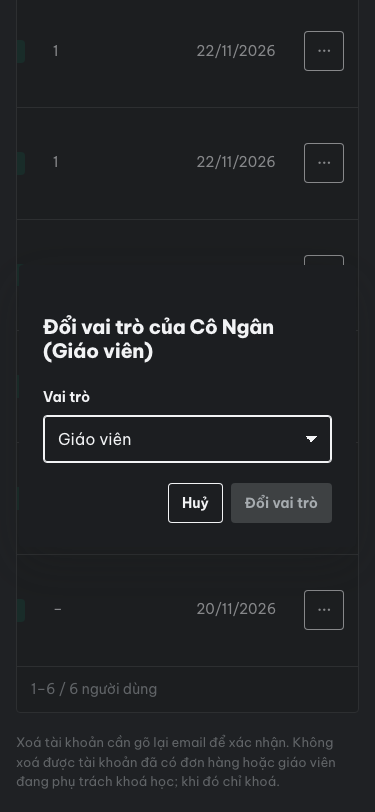 1 22/11/2026 ...
1 22/11/2026 ...
Đổi vai trò của Cô Ngân
(Giáo viên)
Vai trò
Giáo viên
Huỷ Đổi vai trò
– 20/11/2026 ...
1–6 / 6 người dùng
Xoá tài khoản cần gõ lại email để xác nhận. Không
xoá được tài khoản đã có đơn hàng hoặc giáo viên
đang phụ trách khoá học; khi đó chỉ khoá.